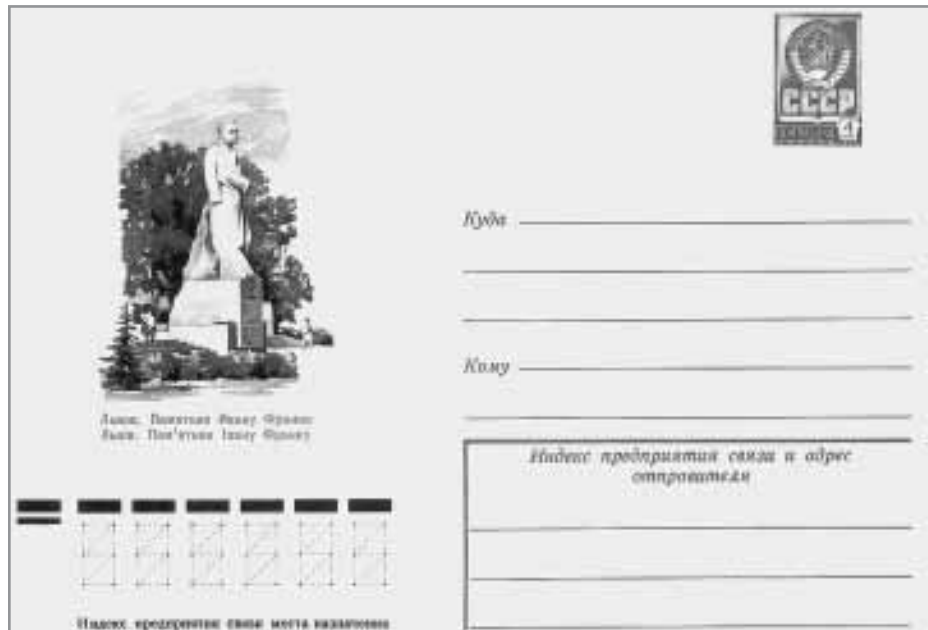 СССР
4
Куда
Кому
Львов. Памятник Ивану Франко
Львів. Пам'ятник Івану Франку
Индекс предприятия связи и адрес
отправителя
Индекс предприятия связи места назначения